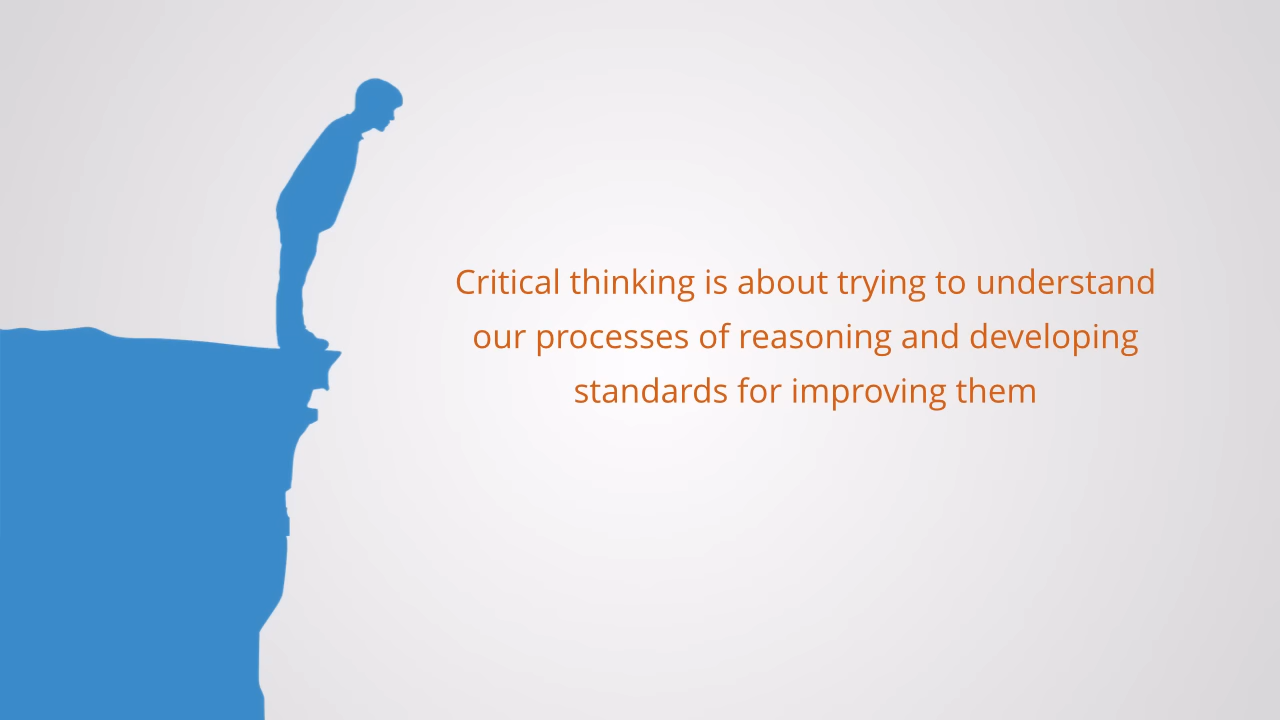 Critical thinking is about trying to understand
our processes of reasoning and developing
standards for improving them